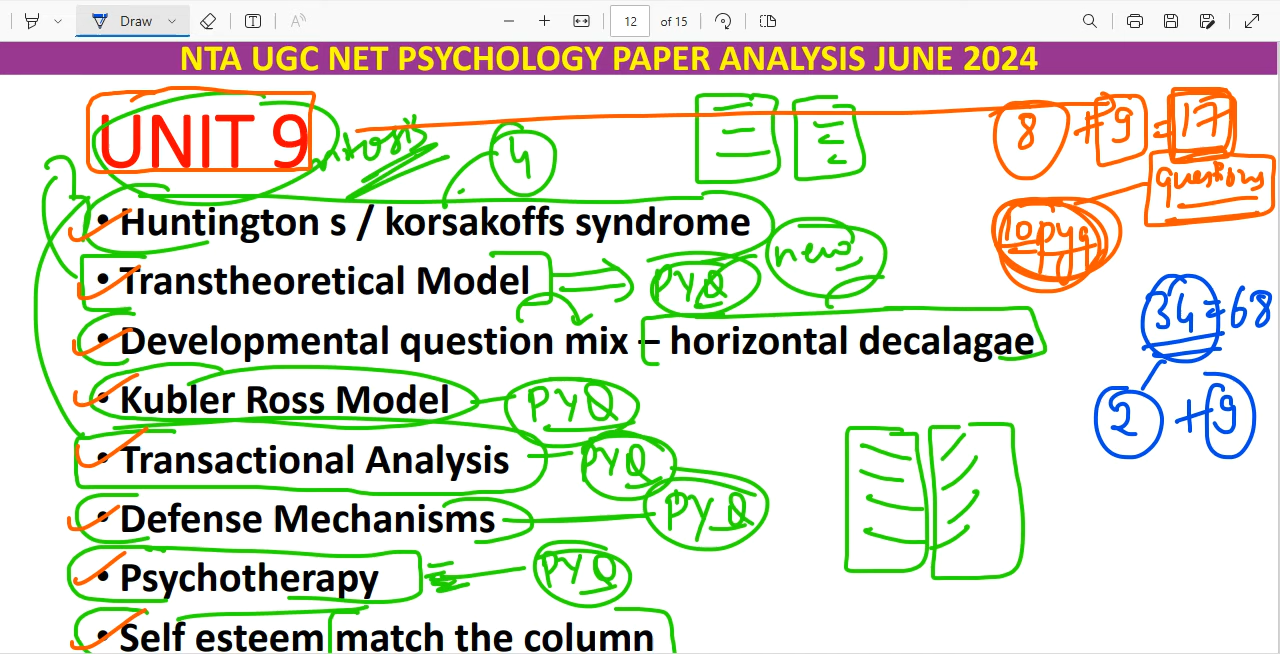 Draw
12 of 15
NTA UGC NET PSYCHOLOGY PAPER ANALYSIS JUNE 2024
UNIT 9
4
8 + 9 = 17
Questions
10 pyq
• Huntington s / korsakoffs syndrome
new
• Transtheoretical Model
PYQ
34 = 68
• Developmental question mix – horizontal decalagae
2 + 9
• Kubler Ross Model
PYQ
• Transactional Analysis
PYQ
• Defense Mechanisms
PYQ
• Psychotherapy
PYQ
• Self esteem match the column